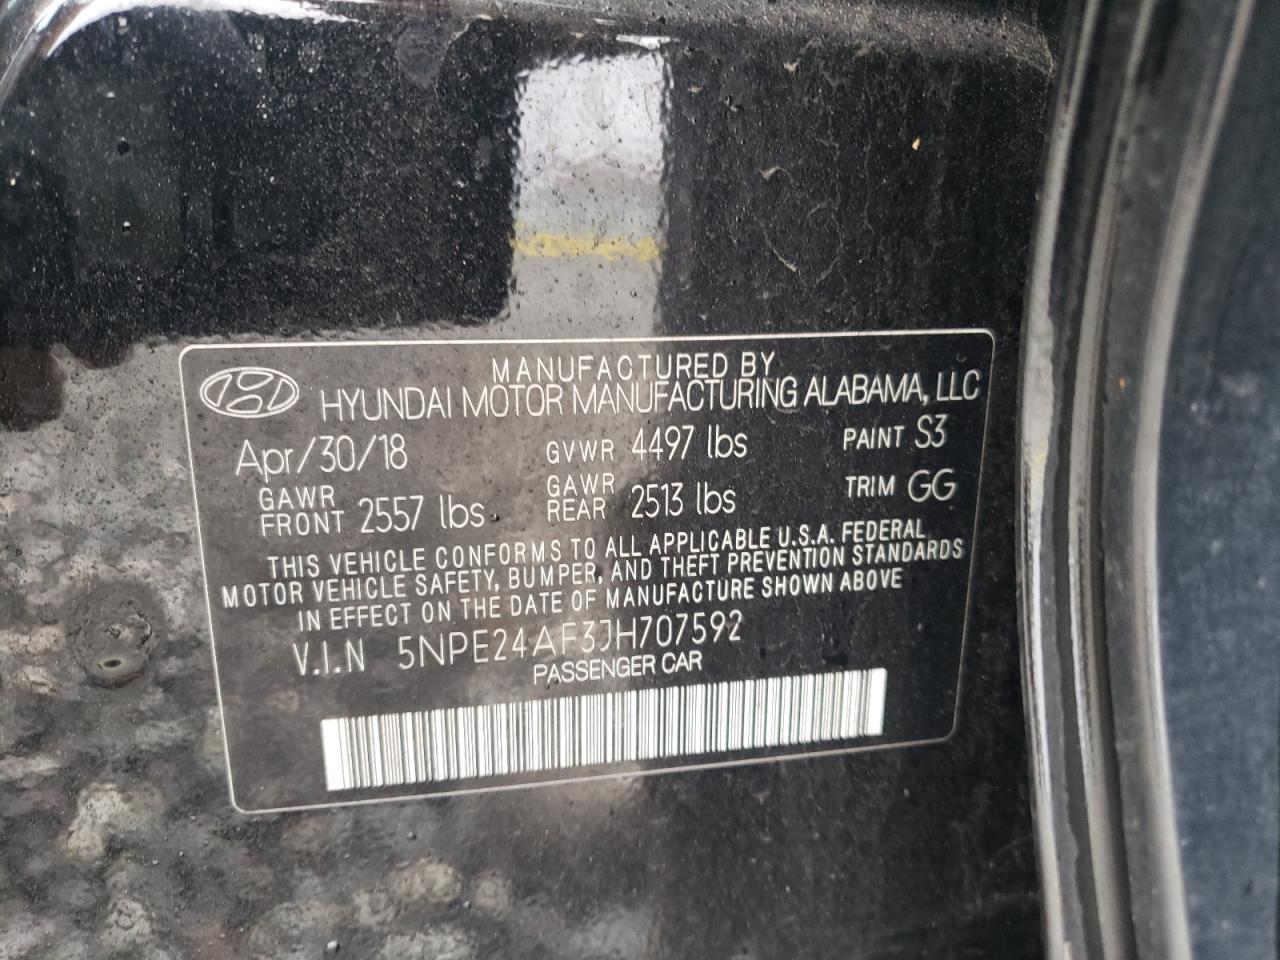 MANUFACTURED BY
HYUNDAI MOTOR MANUFACTURING ALABAMA, LLC
Apr/30/18 GVWR 4497 lbs PAINT S3
GAWR FRONT 2557 lbs GAWR REAR 2513 lbs TRIM GG
THIS VEHICLE CONFORMS TO ALL APPLICABLE U.S.A. FEDERAL
MOTOR VEHICLE SAFETY, BUMPER, AND THEFT PREVENTION STANDARDS
IN EFFECT ON THE DATE OF MANUFACTURE SHOWN ABOVE
V.I.N 5NPE24AF3JH707592
PASSENGER CAR